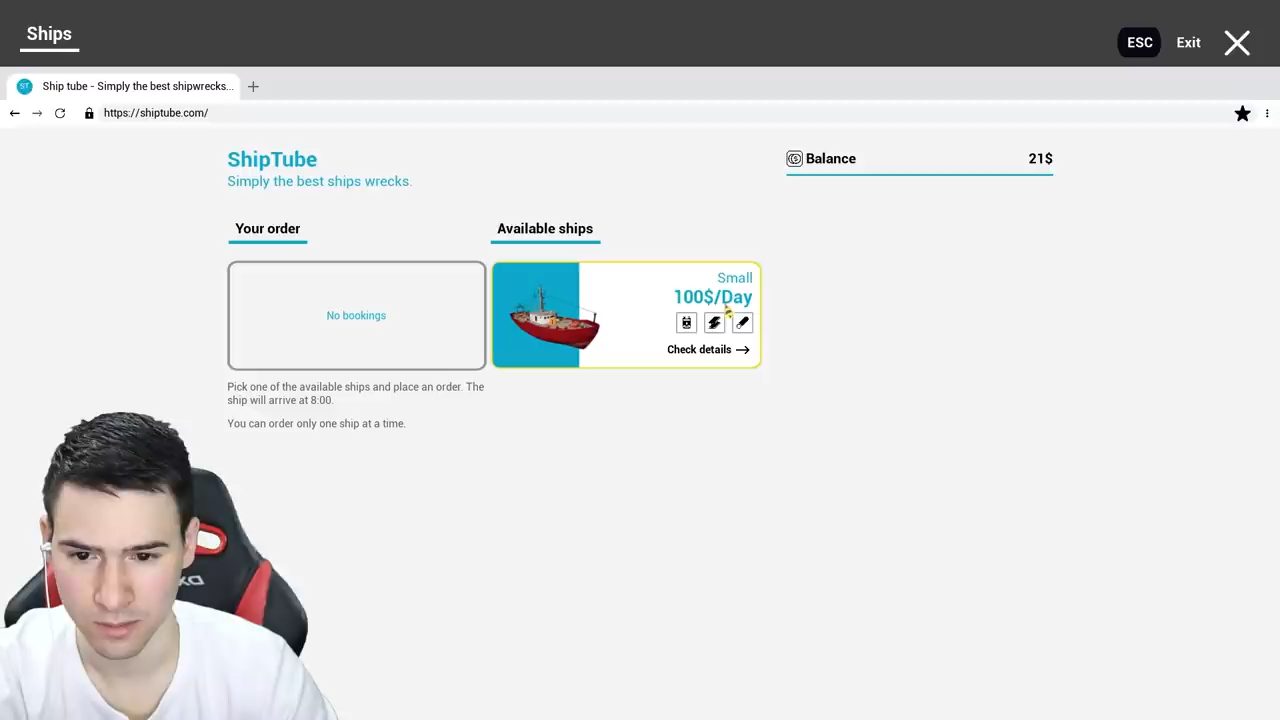 Ships
ESC Exit
Ship tube - Simply the best shipwrecks...
https://shiptube.com/
ShipTube
Simply the best ships wrecks.
Balance 21$
Your order
Available ships
No bookings
Small
100$/Day
Check details
Pick one of the available ships and place an order. The
ship will arrive at 8:00.
You can order only one ship at a time.